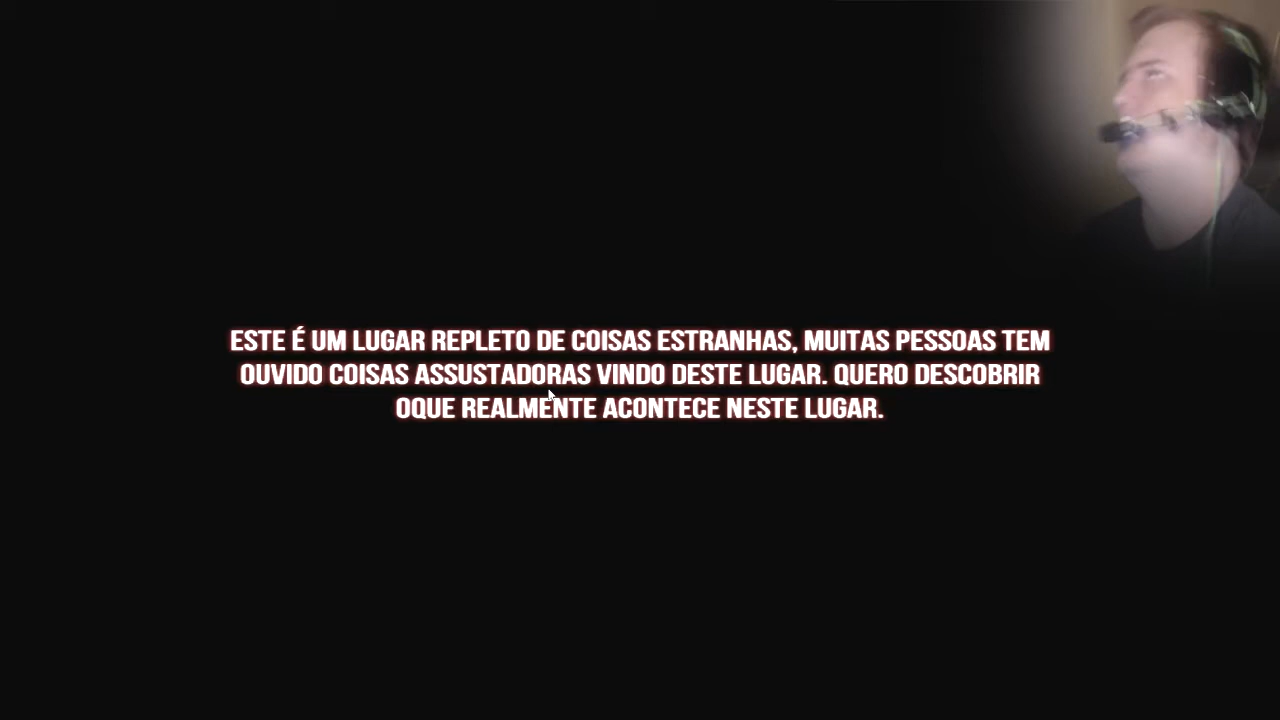 ESTE É UM LUGAR REPLETO DE COISAS ESTRANHAS, MUITAS PESSOAS TEM
OUVIDO COISAS ASSUSTADORAS VINDO DESTE LUGAR. QUERO DESCOBRIR
OQUE REALMENTE ACONTECE NESTE LUGAR.